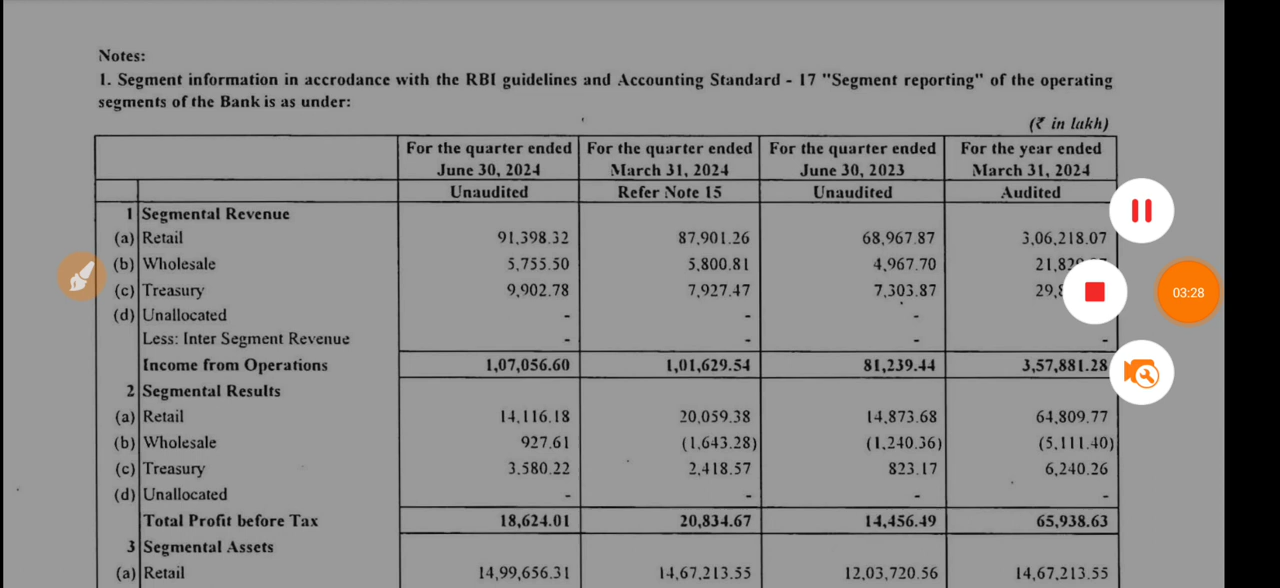 Notes:
1. Segment information in accrodance with the RBI guidelines and Accounting Standard - 17 "Segment reporting" of the operating
segments of the Bank is as under:
(₹ in lakh)
For the quarter ended For the quarter ended For the quarter ended For the year ended
June 30, 2024 March 31, 2024 June 30, 2023 March 31, 2024
Unaudited Refer Note 15 Unaudited Audited
1 Segmental Revenue
(a) Retail 91,398.32 87,901.26 68,967.87 3,06,218.07
(b) Wholesale 5,755.50 5,800.81 4,967.70
(c) Treasury 9,902.78 7,927.47 7,303.87
(d) Unallocated - - -
Less: Inter Segment Revenue - - - -
Income from Operations 1,07,056.60 1,01,629.54 81,239.44 3,57,881.28
2 Segmental Results
(a) Retail 14,116.18 20,059.38 14,873.68 64,809.77
(b) Wholesale 927.61 (1,643.28) (1,240.36) (5,111.40)
(c) Treasury 3,580.22 2,418.57 823.17 6,240.26
(d) Unallocated - - - -
Total Profit before Tax 18,624.01 20,834.67 14,456.49 65,938.63
3 Segmental Assets
(a) Retail 14,99,656.31 14,67,213.55 12,03,720.56 14,67,213.55
03:28